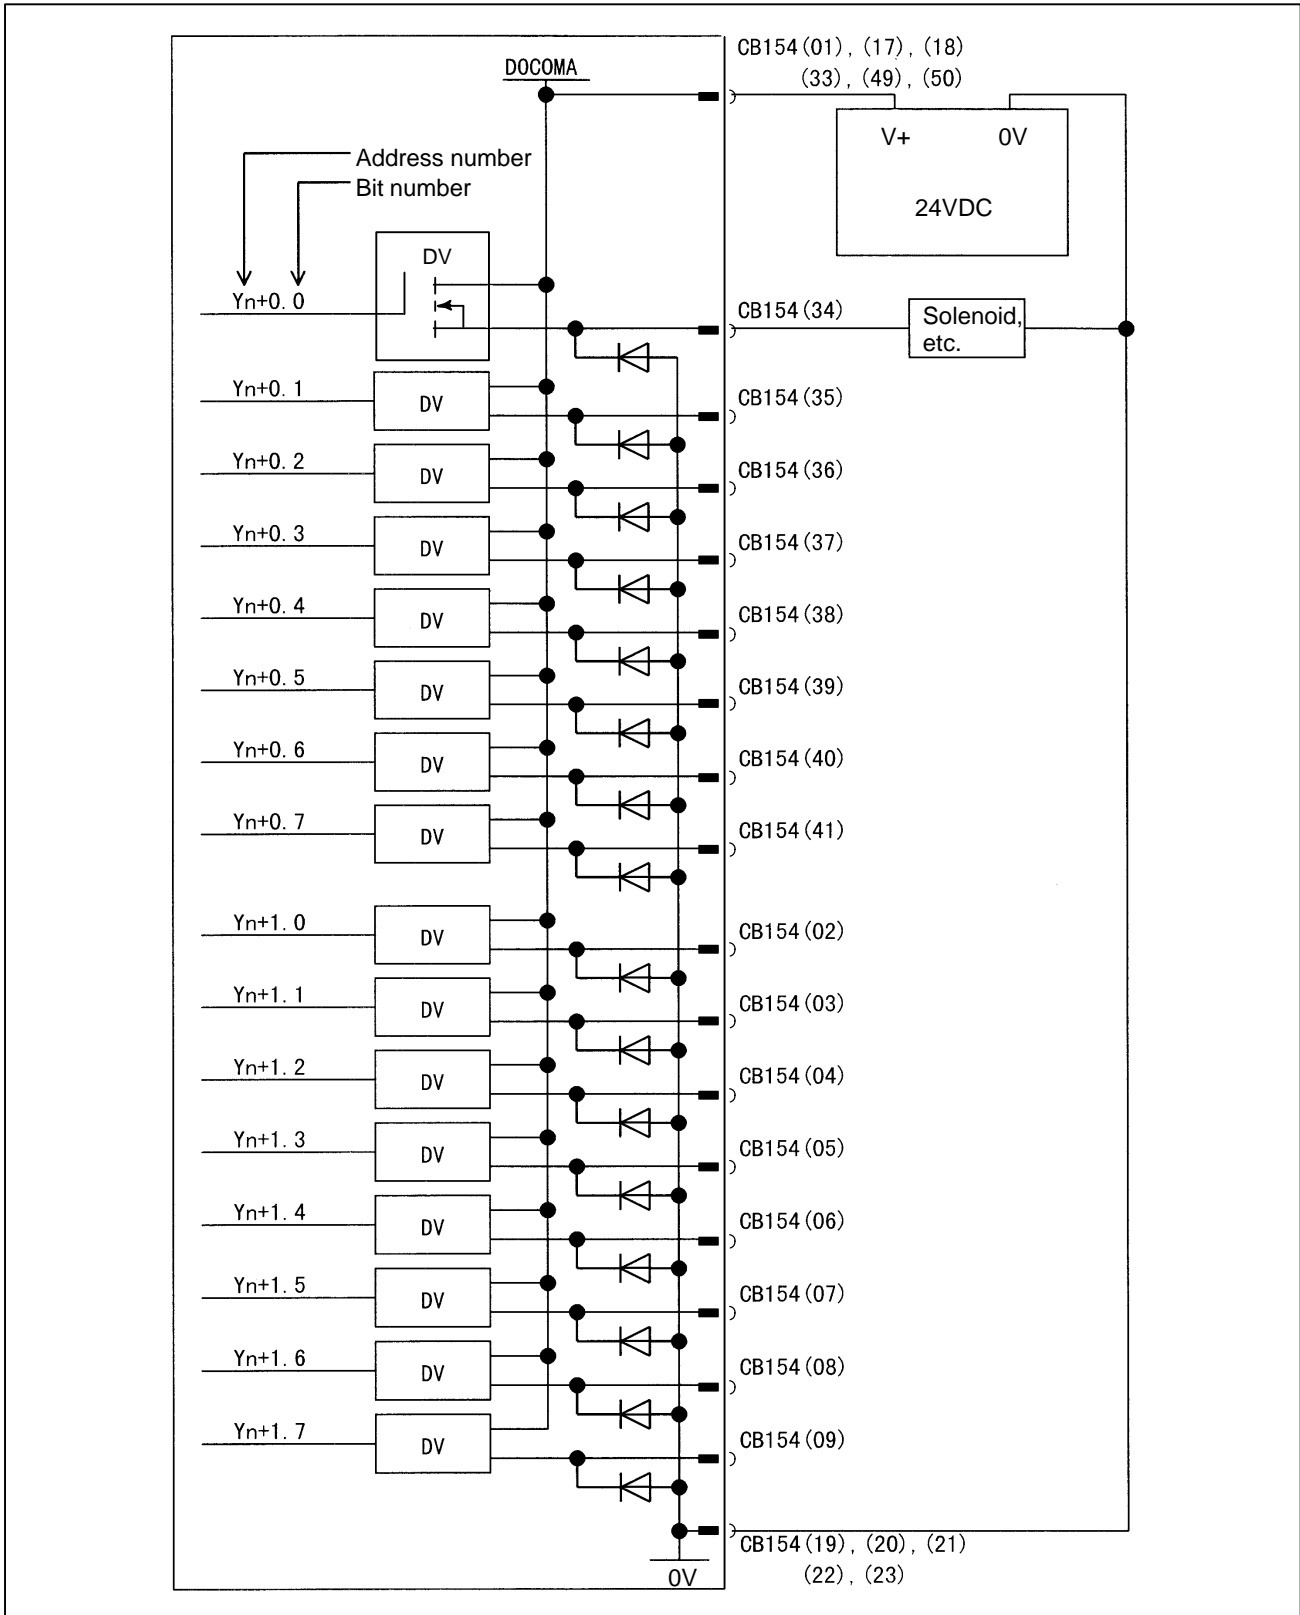 CB154(01), (17), (18)
(33), (49), (50)
DOCOMA
V+ 0V
24VDC
Address number
Bit number
DV
Yn+0.0
CB154(34)
Solenoid,
etc.
Yn+0.1
DV
CB154(35)
Yn+0.2
DV
CB154(36)
Yn+0.3
DV
CB154(37)
Yn+0.4
DV
CB154(38)
Yn+0.5
DV
CB154(39)
Yn+0.6
DV
CB154(40)
Yn+0.7
DV
CB154(41)
Yn+1.0
DV
CB154(02)
Yn+1.1
DV
CB154(03)
Yn+1.2
DV
CB154(04)
Yn+1.3
DV
CB154(05)
Yn+1.4
DV
CB154(06)
Yn+1.5
DV
CB154(07)
Yn+1.6
DV
CB154(08)
Yn+1.7
DV
CB154(09)
CB154(19), (20), (21)
(22), (23)
0V